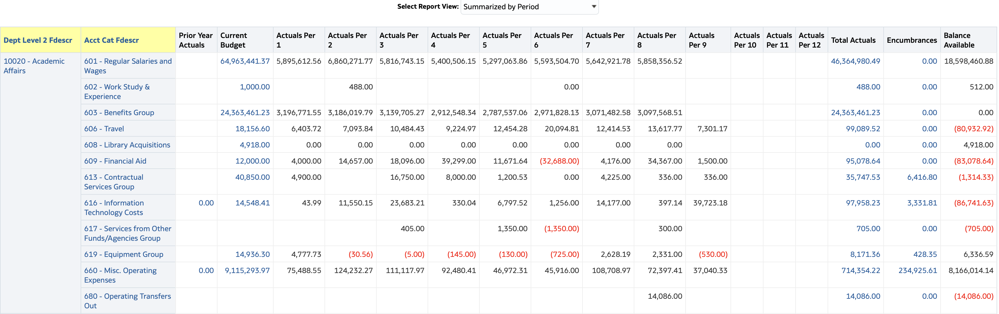 Select Report View: Summarized by Period
Dept Level 2 Fdescr Acct Cat Fdescr Prior Year Actuals Current Budget Actuals Per 1 Actuals Per 2 Actuals Per 3 Actuals Per 4 Actuals Per 5 Actuals Per 6 Actuals Per 7 Actuals Per 8 Actuals Per 9 Actuals Per 10 Actuals Per 11 Actuals Per 12 Total Actuals Encumbrances Balance Available
10020 - Academic Affairs 601 - Regular Salaries and Wages 64,963,441.37 5,895,612.56 6,860,271.77 5,816,743.15 5,400,506.15 5,297,063.86 5,593,504.70 5,642,921.78 5,858,356.52 46,364,980.49 0.00 18,598,460.88
602 - Work Study & Experience 1,000.00 488.00 0.00 488.00 0.00 512.00
603 - Benefits Group 24,363,461.23 3,196,771.55 3,186,019.79 3,139,705.27 2,912,548.34 2,787,537.06 2,971,828.13 3,071,482.58 3,097,568.51 24,363,461.23 0.00 0.00
606 - Travel 18,156.60 6,403.72 7,093.84 10,484.43 9,224.97 12,454.28 20,094.81 12,414.53 13,617.77 7,301.17 99,089.52 0.00 (80,932.92)
608 - Library Acquisitions 4,918.00 0.00 0.00 0.00 0.00 0.00 0.00 0.00 0.00 0.00 0.00 4,918.00
609 - Financial Aid 12,000.00 4,000.00 14,657.00 18,096.00 39,299.00 11,671.64 (32,688.00) 4,176.00 34,367.00 1,500.00 95,078.64 0.00 (83,078.64)
613 - Contractual Services Group 40,850.00 4,900.00 16,750.00 8,000.00 1,200.53 0.00 4,225.00 336.00 336.00 35,747.53 6,416.80 (1,314.33)
616 - Information Technology Costs 0.00 14,548.41 43.99 11,550.15 23,683.21 330.04 6,797.52 1,256.00 14,177.00 397.14 39,723.18 97,958.23 3,331.81 (86,741.63)
617 - Services from Other Funds/Agencies Group 405.00 1,350.00 (1,350.00) 300.00 705.00 0.00 (705.00)
619 - Equipment Group 14,936.30 4,777.73 (30.56) (5.00) (145.00) (130.00) (725.00) 2,628.19 2,331.00 (530.00) 8,171.36 428.35 6,336.59
660 - Misc. Operating Expenses 0.00 9,115,293.97 75,488.55 124,232.27 111,117.97 92,480.41 46,972.31 45,916.00 108,708.97 72,397.41 37,040.33 714,354.22 234,925.61 8,166,014.14
680 - Operating Transfers Out 14,086.00 14,086.00 0.00 (14,086.00)